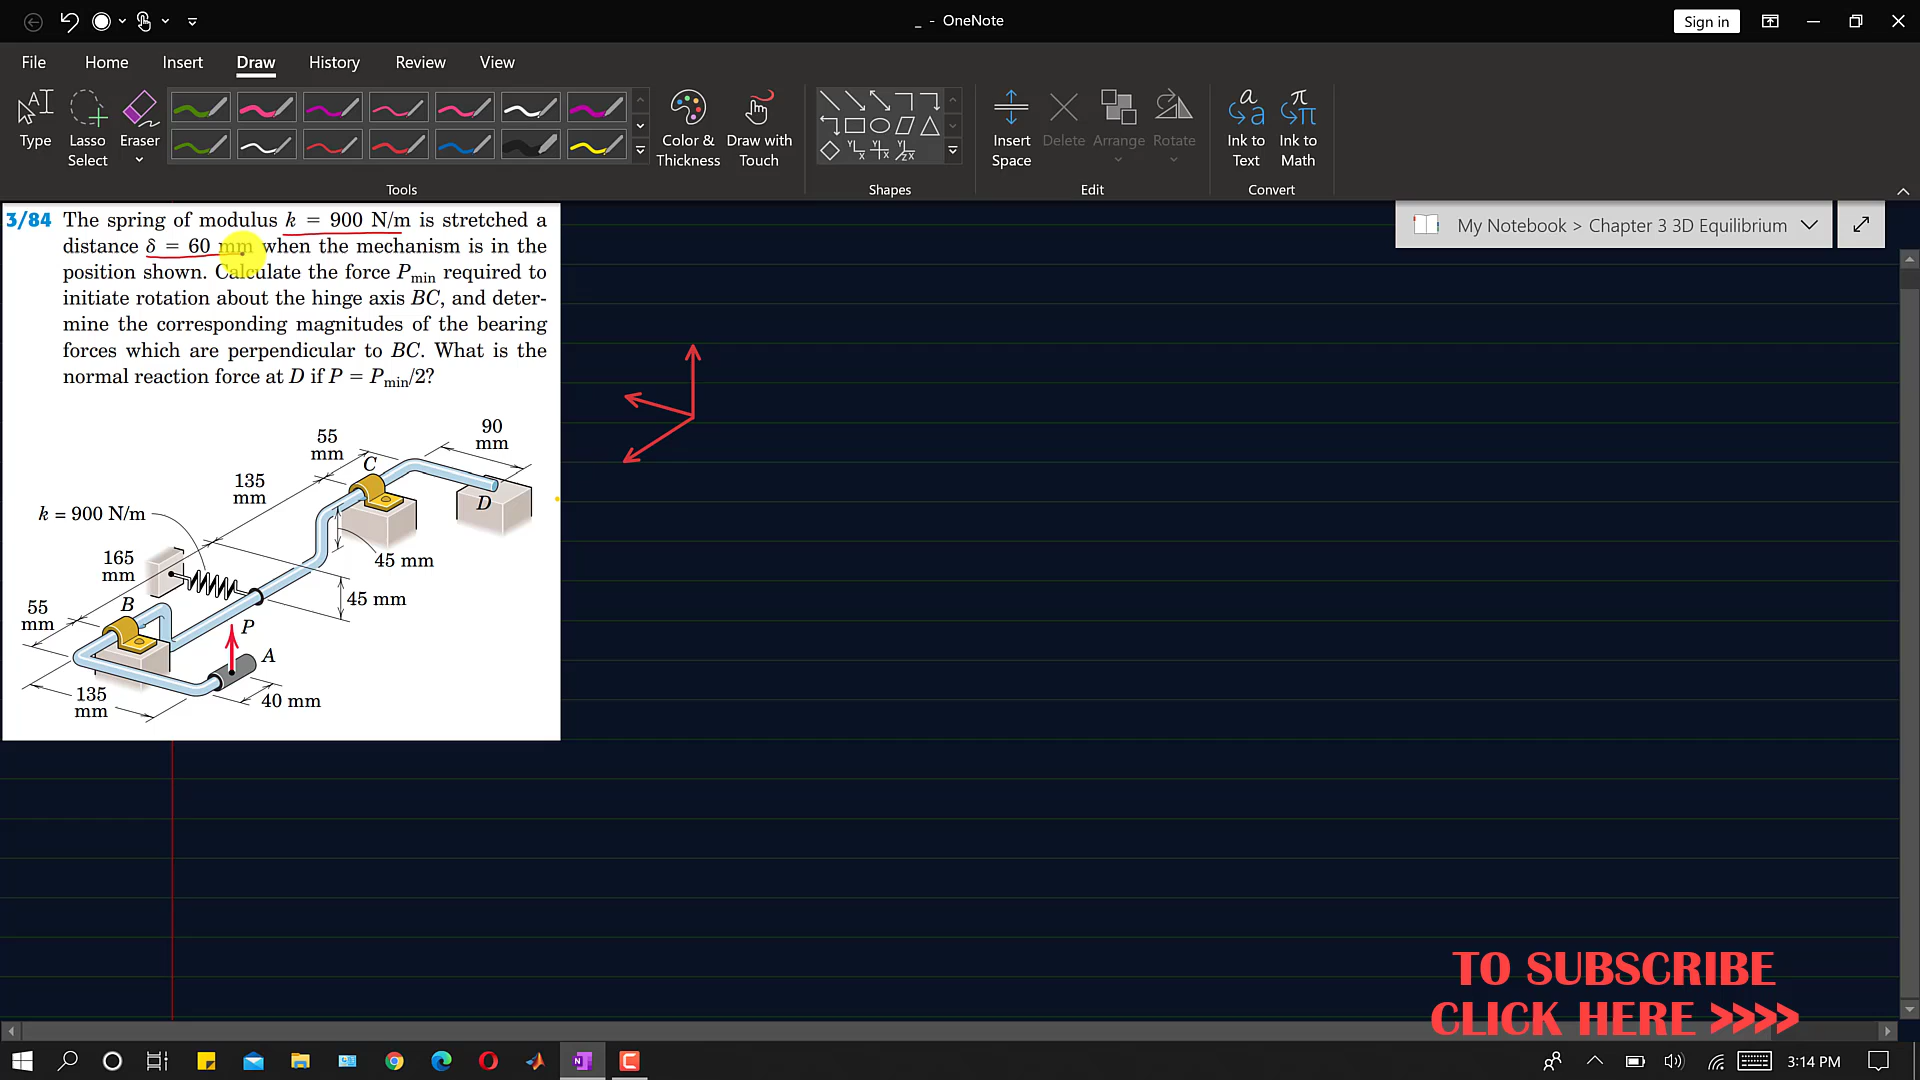 _ - OneNote
Sign in
File Home Insert Draw History Review View
Type
Lasso
Select
Eraser
Color &
Thickness
Draw with
Touch
Insert
Space
Delete
Arrange
Rotate
Ink to
Text
Ink to
Math
Tools
Shapes
Edit
Convert
My Notebook > Chapter 3 3D Equilibrium
3/84 The spring of modulus k = 900 N/m is stretched a
distance δ = 60 mm when the mechanism is in the
position shown. Calculate the force Pmin required to
initiate rotation about the hinge axis BC, and deter-
mine the corresponding magnitudes of the bearing
forces which are perpendicular to BC. What is the
normal reaction force at D if P = Pmin/2?
90
mm
55
mm
C
135
mm
D
k = 900 N/m
45 mm
165
mm
45 mm
B
55
mm
P
A
135
mm
40 mm
TO SUBSCRIBE
CLICK HERE >>>>
3:14 PM